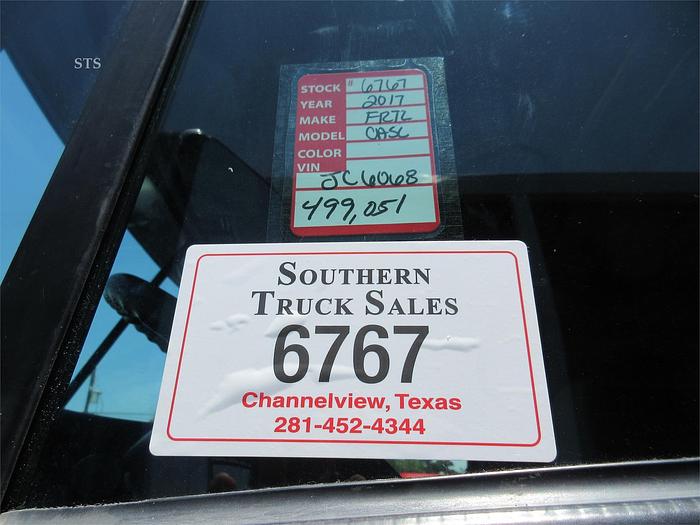 STS
STOCK # 6767
YEAR 2017
MAKE FRTL
MODEL CASC
COLOR
VIN
JC6068
499,051
SOUTHERN
TRUCK SALES
6767
Channelview, Texas
281-452-4344